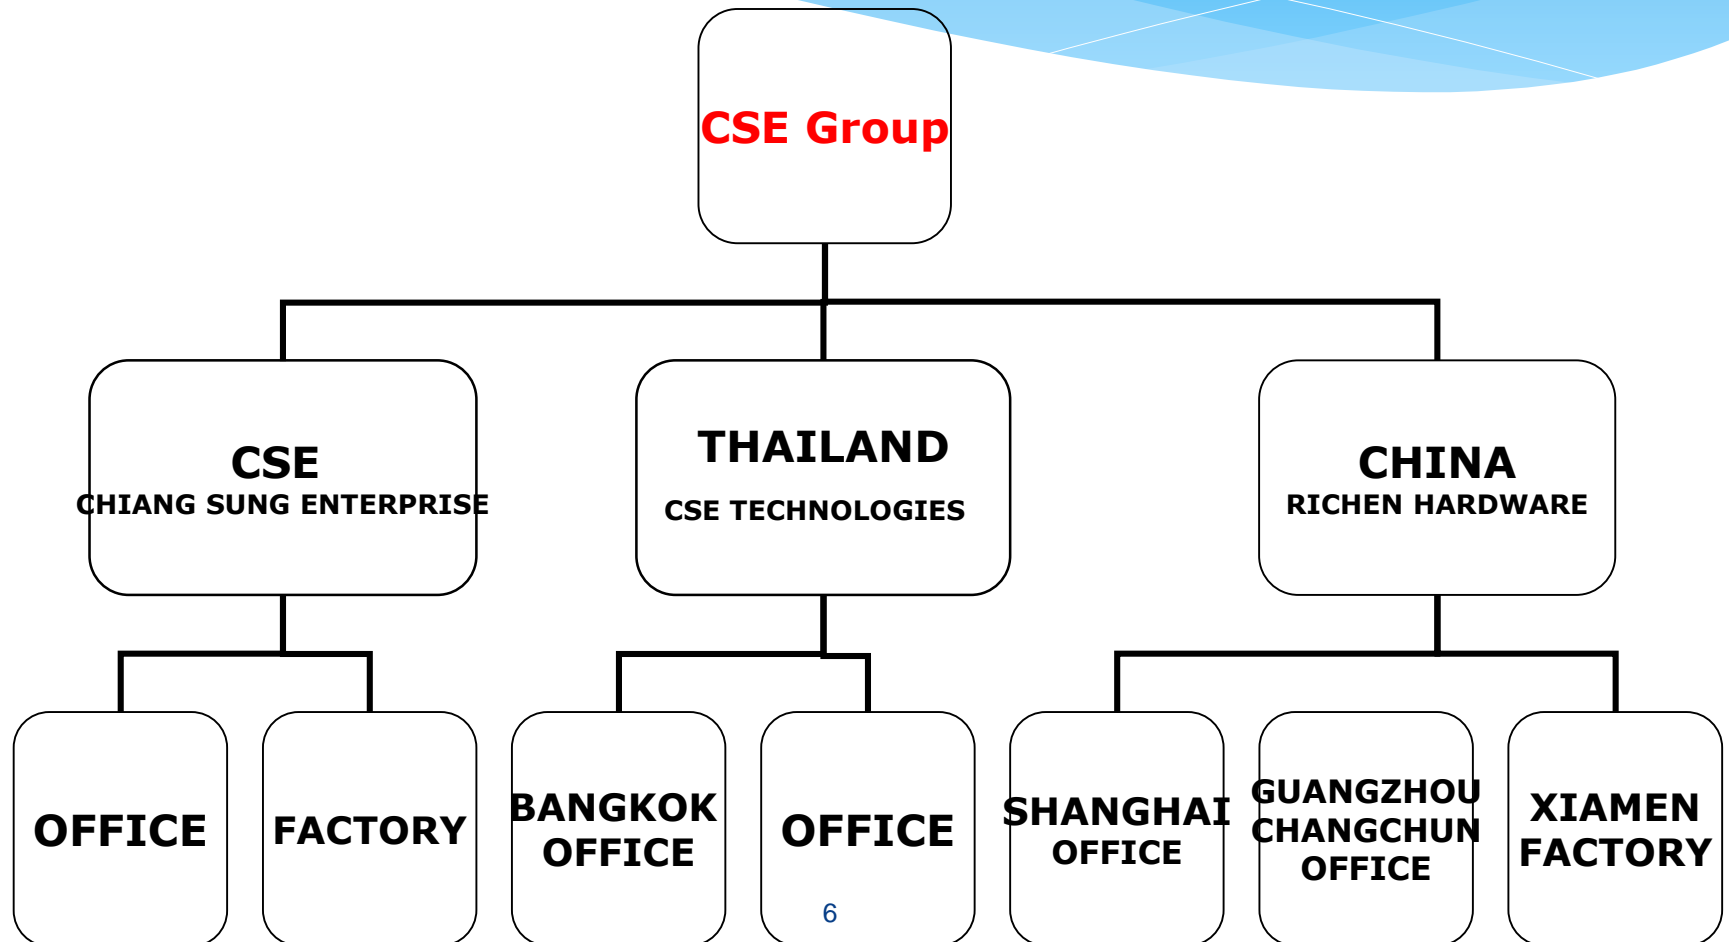 CSE Group
CSE
CHIANG SUNG ENTERPRISE
THAILAND
CSE TECHNOLOGIES
CHINA
RICHEN HARDWARE
OFFICE
FACTORY
BANGKOK
OFFICE
OFFICE
SHANGHAI
OFFICE
GUANGZHOU
CHANGCHUN
OFFICE
XIAMEN
FACTORY
6